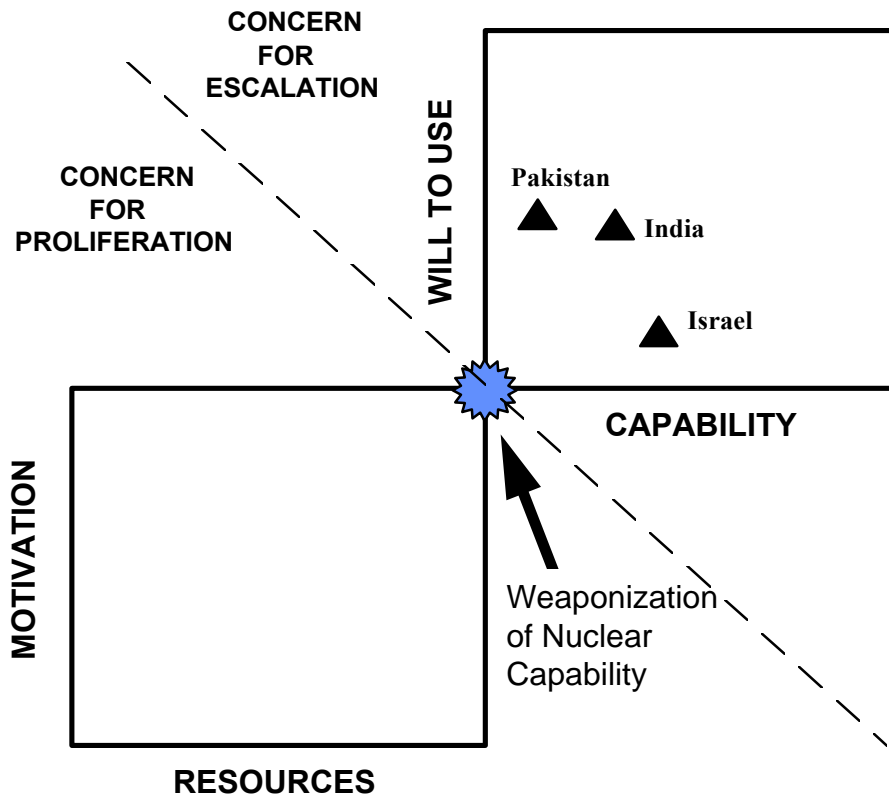 CONCERN
FOR
ESCALATION
CONCERN
FOR
PROLIFERATION
WILL TO USE
Pakistan
India
Israel
CAPABILITY
MOTIVATION
Weaponization
of Nuclear
Capability
RESOURCES